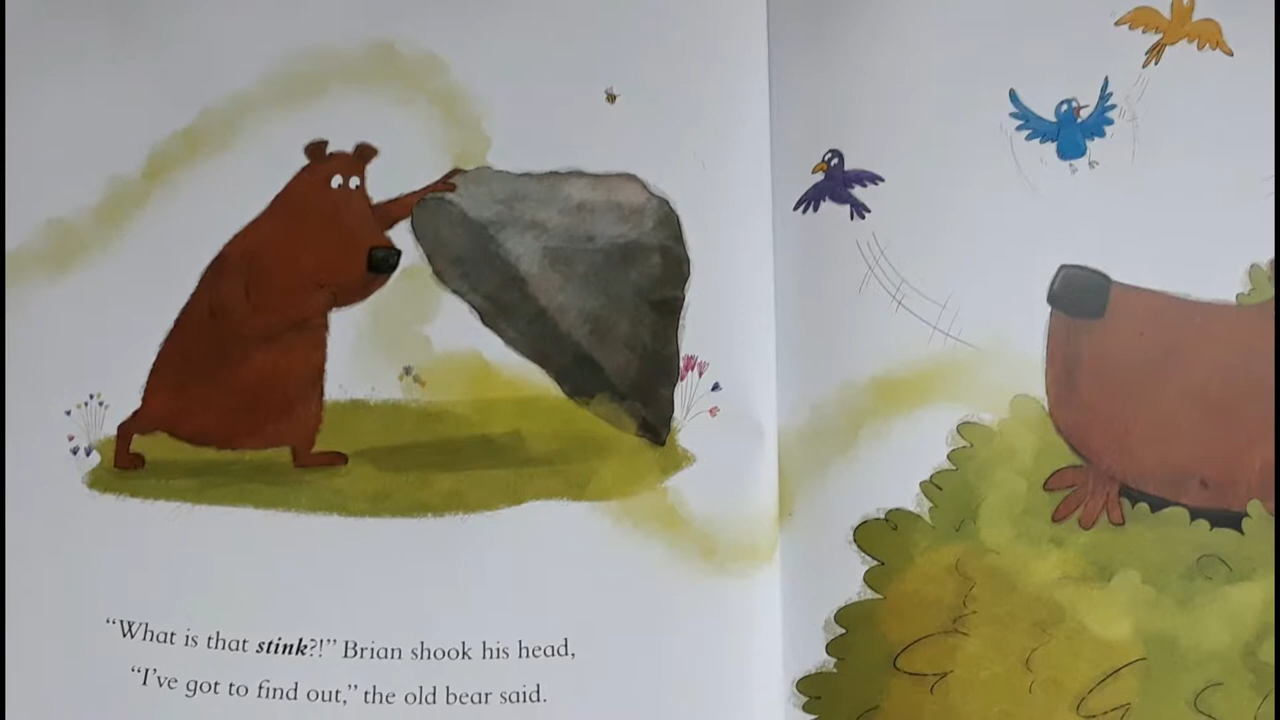 “What is that stink?!” Brian shook his head,
“I’ve got to find out,” the old bear said.